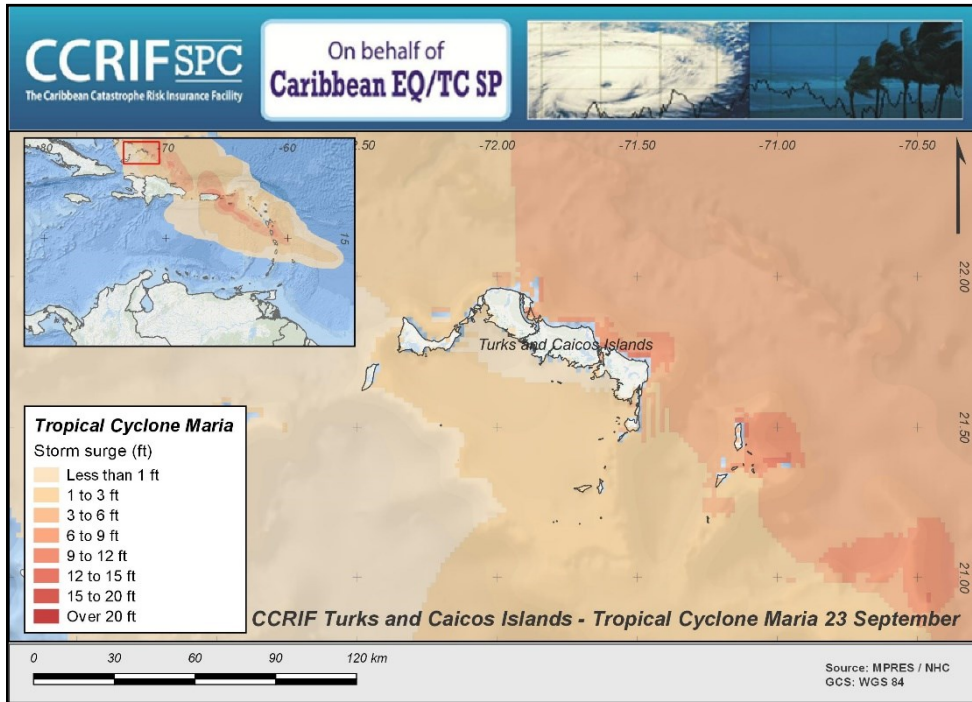 CCRIF SPC
The Caribbean Catastrophe Risk Insurance Facility
On behalf of
Caribbean EQ/TC SP
-80
-70
-60
15
2.50
-72.00
-71.50
-71.00
-70.50
22.00
21.50
21.00
Turks and Caicos Islands
Tropical Cyclone Maria
Storm surge (ft)
Less than 1 ft
1 to 3 ft
3 to 6 ft
6 to 9 ft
9 to 12 ft
12 to 15 ft
15 to 20 ft
Over 20 ft
CCRIF Turks and Caicos Islands - Tropical Cyclone Maria 23 September
0 30 60 90 120 km
Source: MPRES / NHC
GCS: WGS 84